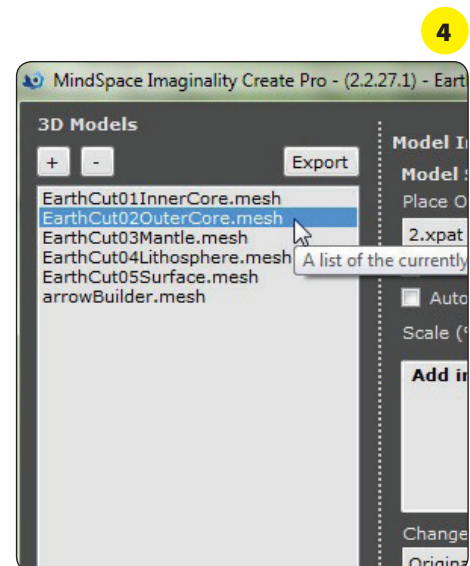 4
MindSpace Imaginality Create Pro - (2.2.27.1) - Eart
3D Models
+ - Export
EarthCut01InnerCore.mesh
EarthCut02OuterCore.mesh
EarthCut03Mantle.mesh
EarthCut04Lithosphere.mesh
EarthCut05Surface.mesh
arrowBuilder.mesh
A list of the currently
Model I
Model
Place O
2.xpat
Auto
Scale (
Add i
Change
Origina